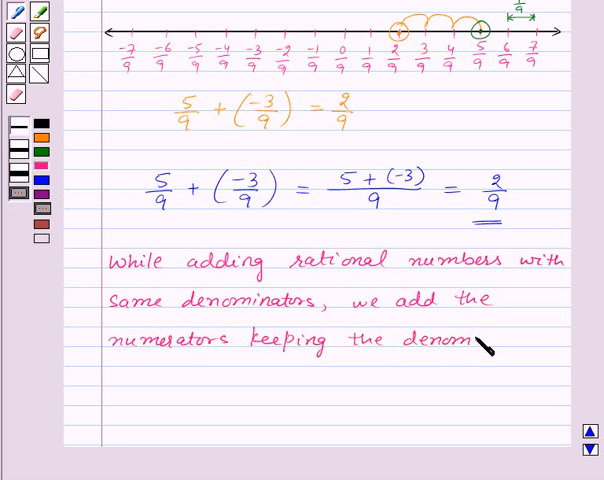 1/9
-7/9 -6/9 -5/9 -4/9 -3/9 -2/9 -1/9 0/9 1/9 2/9 3/9 4/9 5/9 6/9 7/9
5/9 + (-3/9) = 2/9
5/9 + (-3/9) = 5 + (-3)/9 = 2/9
While adding rational numbers with
same denominators, we add the
numerators keeping the denom